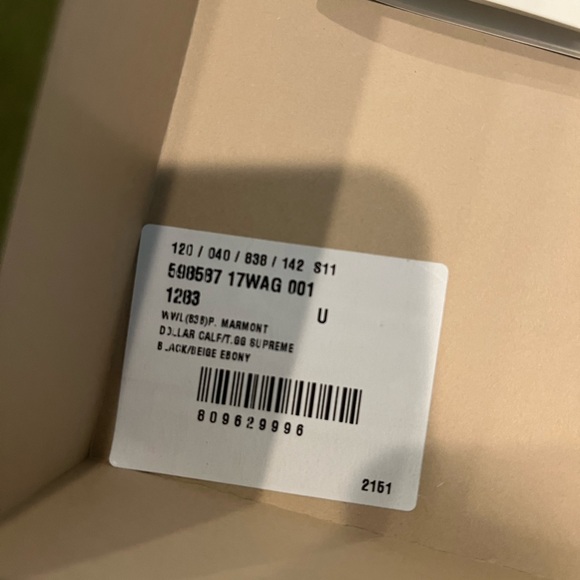 120 / 040 / 838 / 142 S11
598587 17WAG 001
1283
U
WWL(838)P. MARMONT
DOLLAR CALF/T.GG SUPREME
BLACK/BEIGE EBONY
809629996
2151